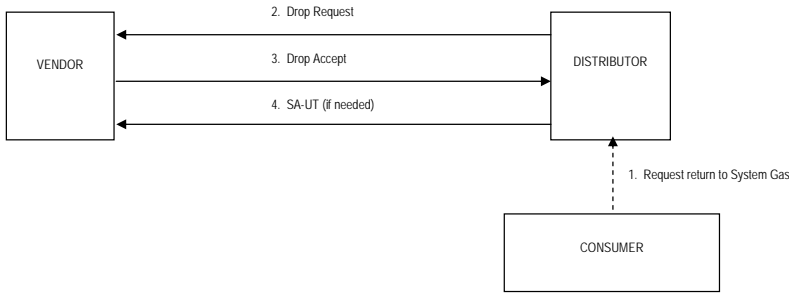 2. Drop Request
VENDOR
3. Drop Accept
DISTRIBUTOR
4. SA-UT (if needed)
1. Request return to System Gas
CONSUMER